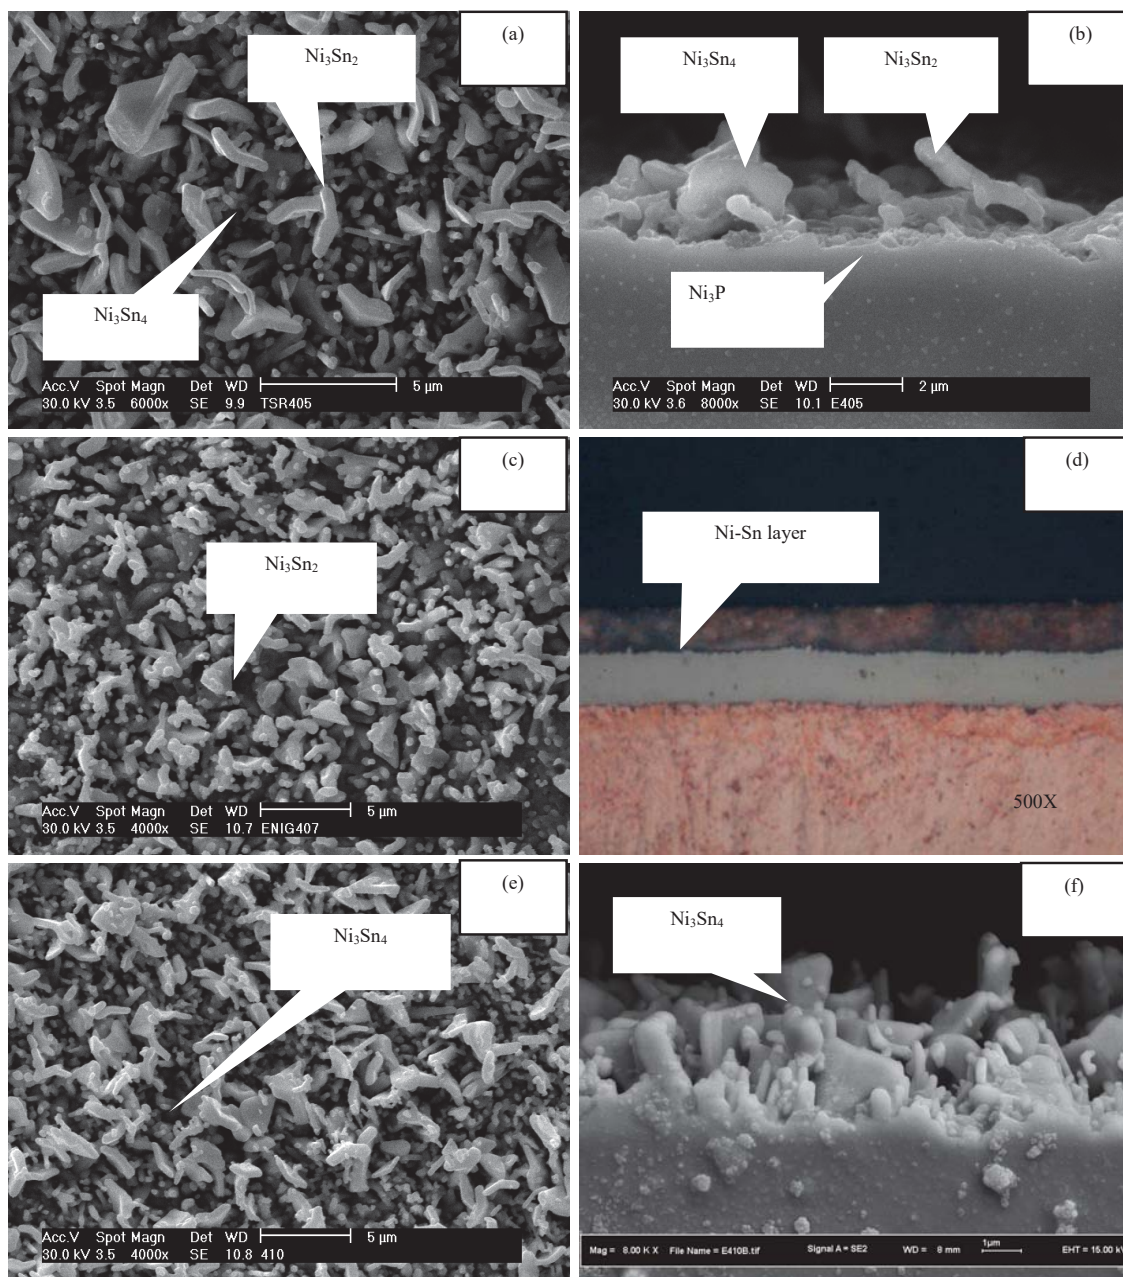 (a)
Ni₃Sn₂
Ni₃Sn₄
Acc.V Spot Magn Det WD 5 µm
30.0 kV 3.5 6000x SE 9.9 TSR405
(b)
Ni₃Sn₄
Ni₃Sn₂
Ni₃P
Acc.V Spot Magn Det WD 2 µm
30.0 kV 3.6 8000x SE 10.1 E405
(c)
Ni₃Sn₂
Acc.V Spot Magn Det WD 5 µm
30.0 kV 3.5 4000x SE 10.7 ENIG407
(d)
Ni-Sn layer
500X
(e)
Ni₃Sn₄
Acc.V Spot Magn Det WD 5 µm
30.0 kV 3.5 4000x SE 10.8 410
(f)
Ni₃Sn₄
Mag = 8.00 K X File Name = E410B.tif Signal A = SE2 WD = 8 mm 1µm EHT = 15.00 kV